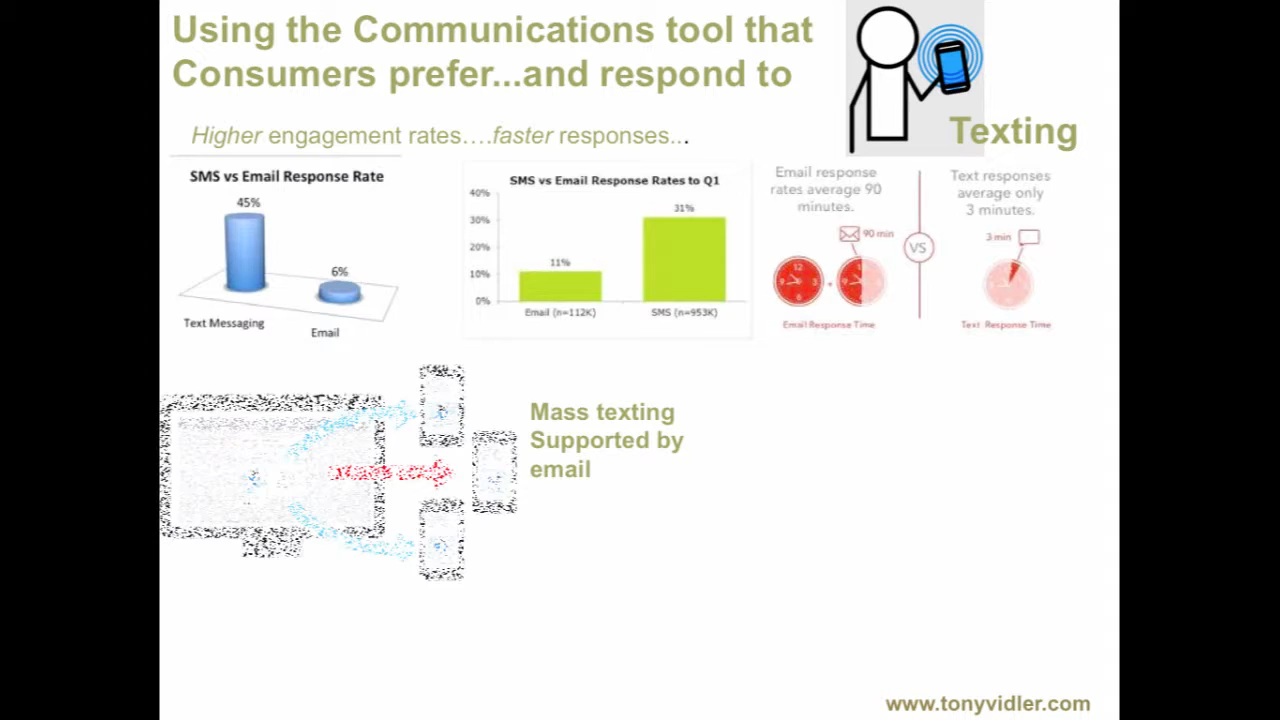 Using the Communications tool that
Consumers prefer...and respond to
Texting
Higher engagement rates....faster responses...
SMS vs Email Response Rate
45%
6%
Text Messaging
Email
SMS vs Email Response Rates to Q1
40%
30%
20%
10%
0%
11%
31%
Email (n=112K)
SMS (n=953K)
Email response
rates average 90
minutes.
90 min
Email Response Time
VS
Text responses
average only
3 minutes.
3 min
Text Response Time
Mass texting
Supported by
email
www.tonyvidler.com